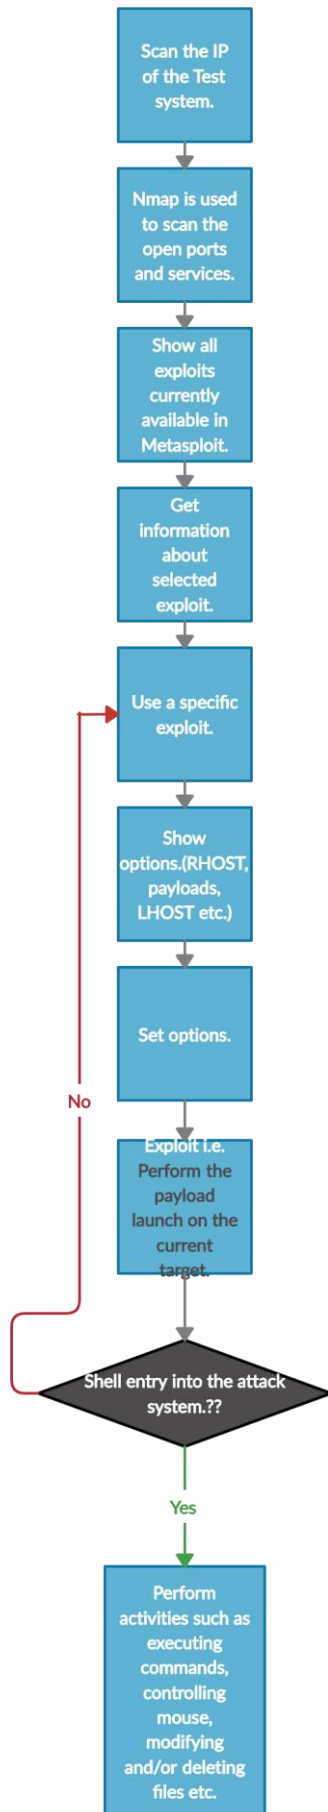 Scan the IP
of the Test
system.
Nmap is used
to scan the
open ports
and services.
Show all
exploits
currently
available in
Metasploit.
Get
information
about
selected
exploit.
Use a specific
exploit.
Show
options.(RHOST,
payloads,
LHOST etc.)
Set options.
No
Exploit i.e.
Perform the
payload
launch on the
current
target.
Shell entry into the attack
system.??
Yes
Perform
activities such as
executing
commands,
controlling
mouse,
modifying
and/or deleting
files etc.